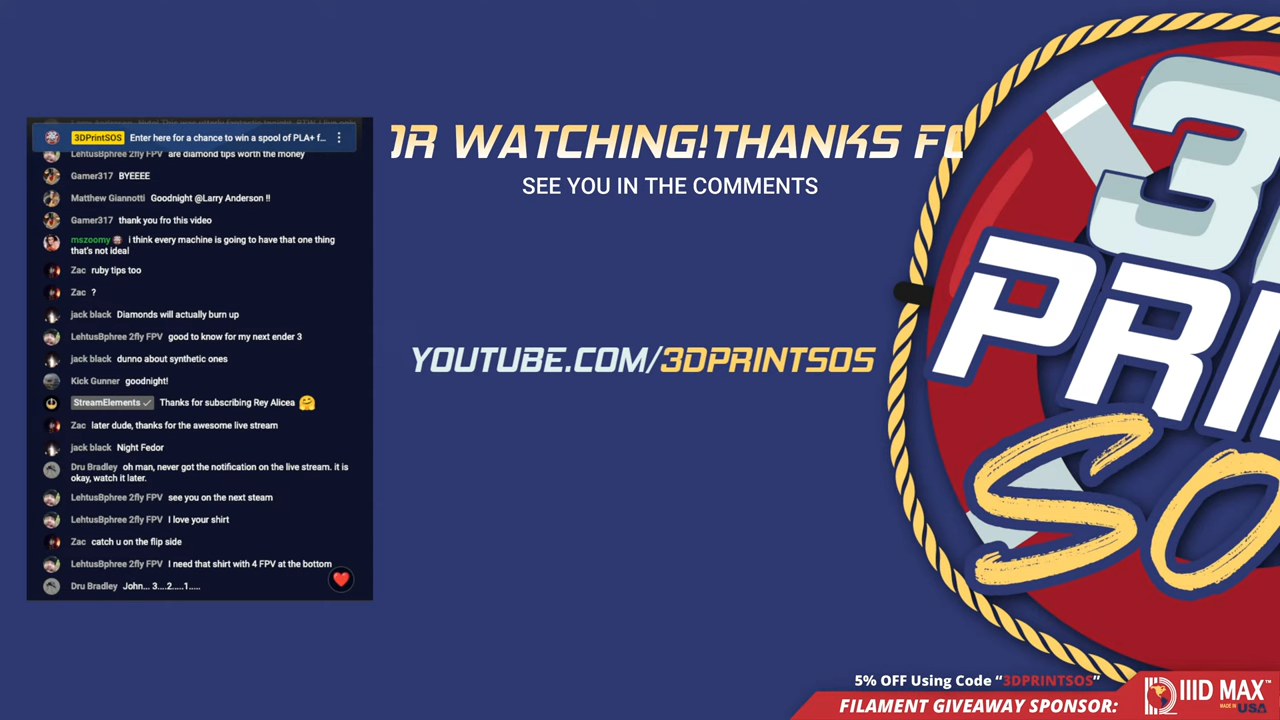 3DPrintSOS Enter here for a chance to win a spool of PLA+ f...
LehtusBphree 2fly FPV are diamond tips worth the money
Gamer317 BYEEEE
Matthew Giannotti Goodnight @Larry Anderson !!
Gamer317 thank you fro this video
mszoomy i think every machine is going to have that one thing
that's not ideal
Zac ruby tips too
Zac ?
jack black Diamonds will actually burn up
LehtusBphree 2fly FPV good to know for my next ender 3
jack black dunno about synthetic ones
Kick Gunner goodnight!
StreamElements Thanks for subscribing Rey Alicea
Zac later dude, thanks for the awesome live stream
jack black Night Fedor
Dru Bradley oh man, never got the notification on the live stream. it is
okay, watch it later.
LehtusBphree 2fly FPV see you on the next steam
LehtusBphree 2fly FPV I love your shirt
Zac catch u on the flip side
LehtusBphree 2fly FPV I need that shirt with 4 FPV at the bottom
Dru Bradley John... 3....2.....1.....
OR WATCHING!THANKS FO
SEE YOU IN THE COMMENTS
YOUTUBE.COM/3DPRINTSOS
3
PRI
SO
5% OFF Using Code “3DPRINTSOS”
FILAMENT GIVEAWAY SPONSOR:
IIID MAX™
MADE IN USA